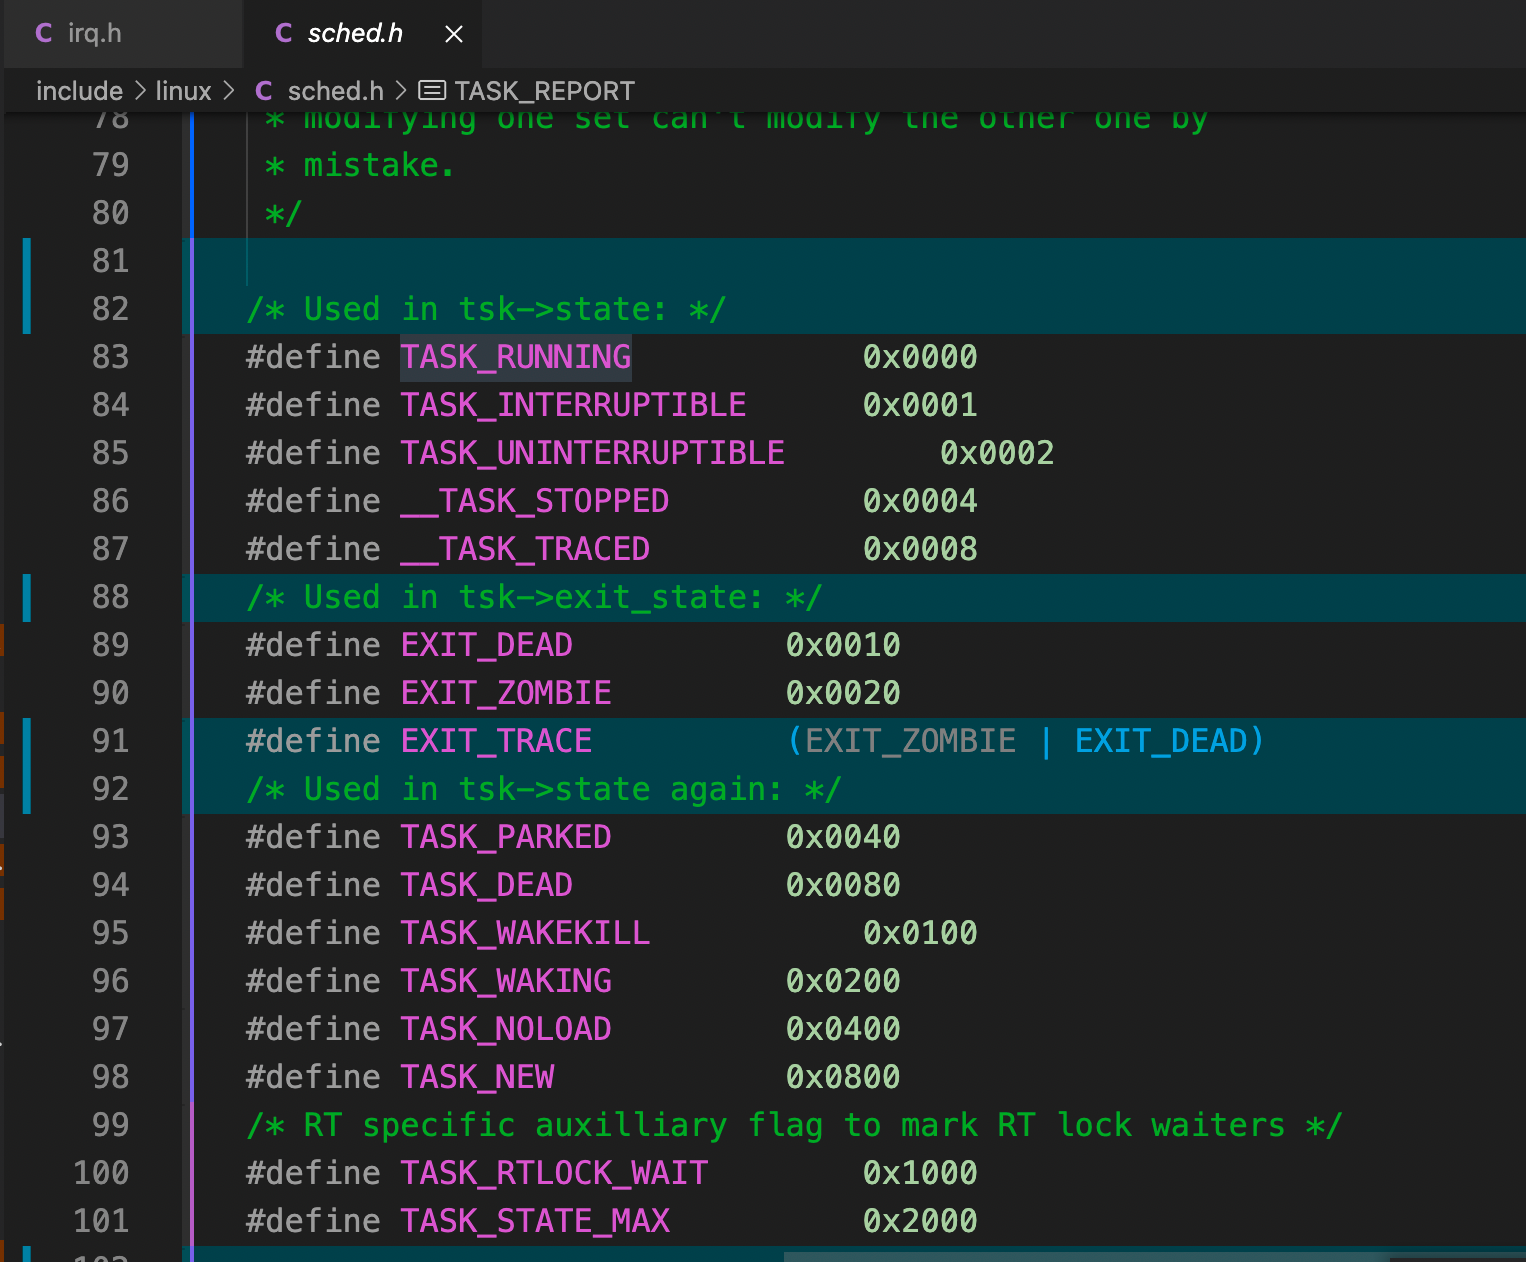 C irq.h
C sched.h ×
include > linux > C sched.h > TASK_REPORT
78 * modifying one set can't modify the other one by
79 * mistake.
80 */
81
82 /* Used in tsk->state: */
83 #define TASK_RUNNING 0x0000
84 #define TASK_INTERRUPTIBLE 0x0001
85 #define TASK_UNINTERRUPTIBLE 0x0002
86 #define __TASK_STOPPED 0x0004
87 #define __TASK_TRACED 0x0008
88 /* Used in tsk->exit_state: */
89 #define EXIT_DEAD 0x0010
90 #define EXIT_ZOMBIE 0x0020
91 #define EXIT_TRACE (EXIT_ZOMBIE | EXIT_DEAD)
92 /* Used in tsk->state again: */
93 #define TASK_PARKED 0x0040
94 #define TASK_DEAD 0x0080
95 #define TASK_WAKEKILL 0x0100
96 #define TASK_WAKING 0x0200
97 #define TASK_NOLOAD 0x0400
98 #define TASK_NEW 0x0800
99 /* RT specific auxilliary flag to mark RT lock waiters */
100 #define TASK_RTLOCK_WAIT 0x1000
101 #define TASK_STATE_MAX 0x2000
102